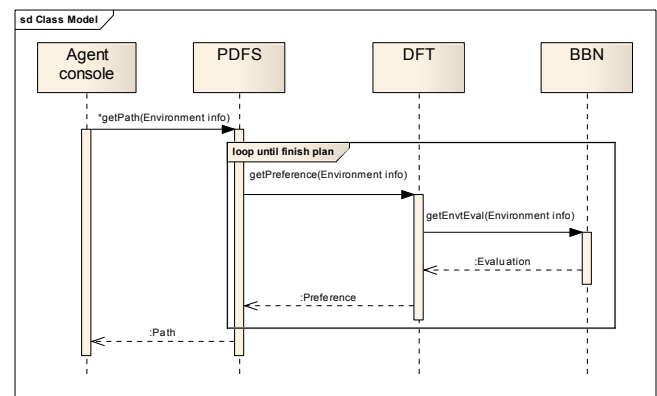 sd Class Model
Agent
console
PDFS
DFT
BBN
*getPath(Environment info)
loop until finish plan
getPreference(Environment info)
getEnvtEval(Environment info)
:Evaluation
:Preference
:Path